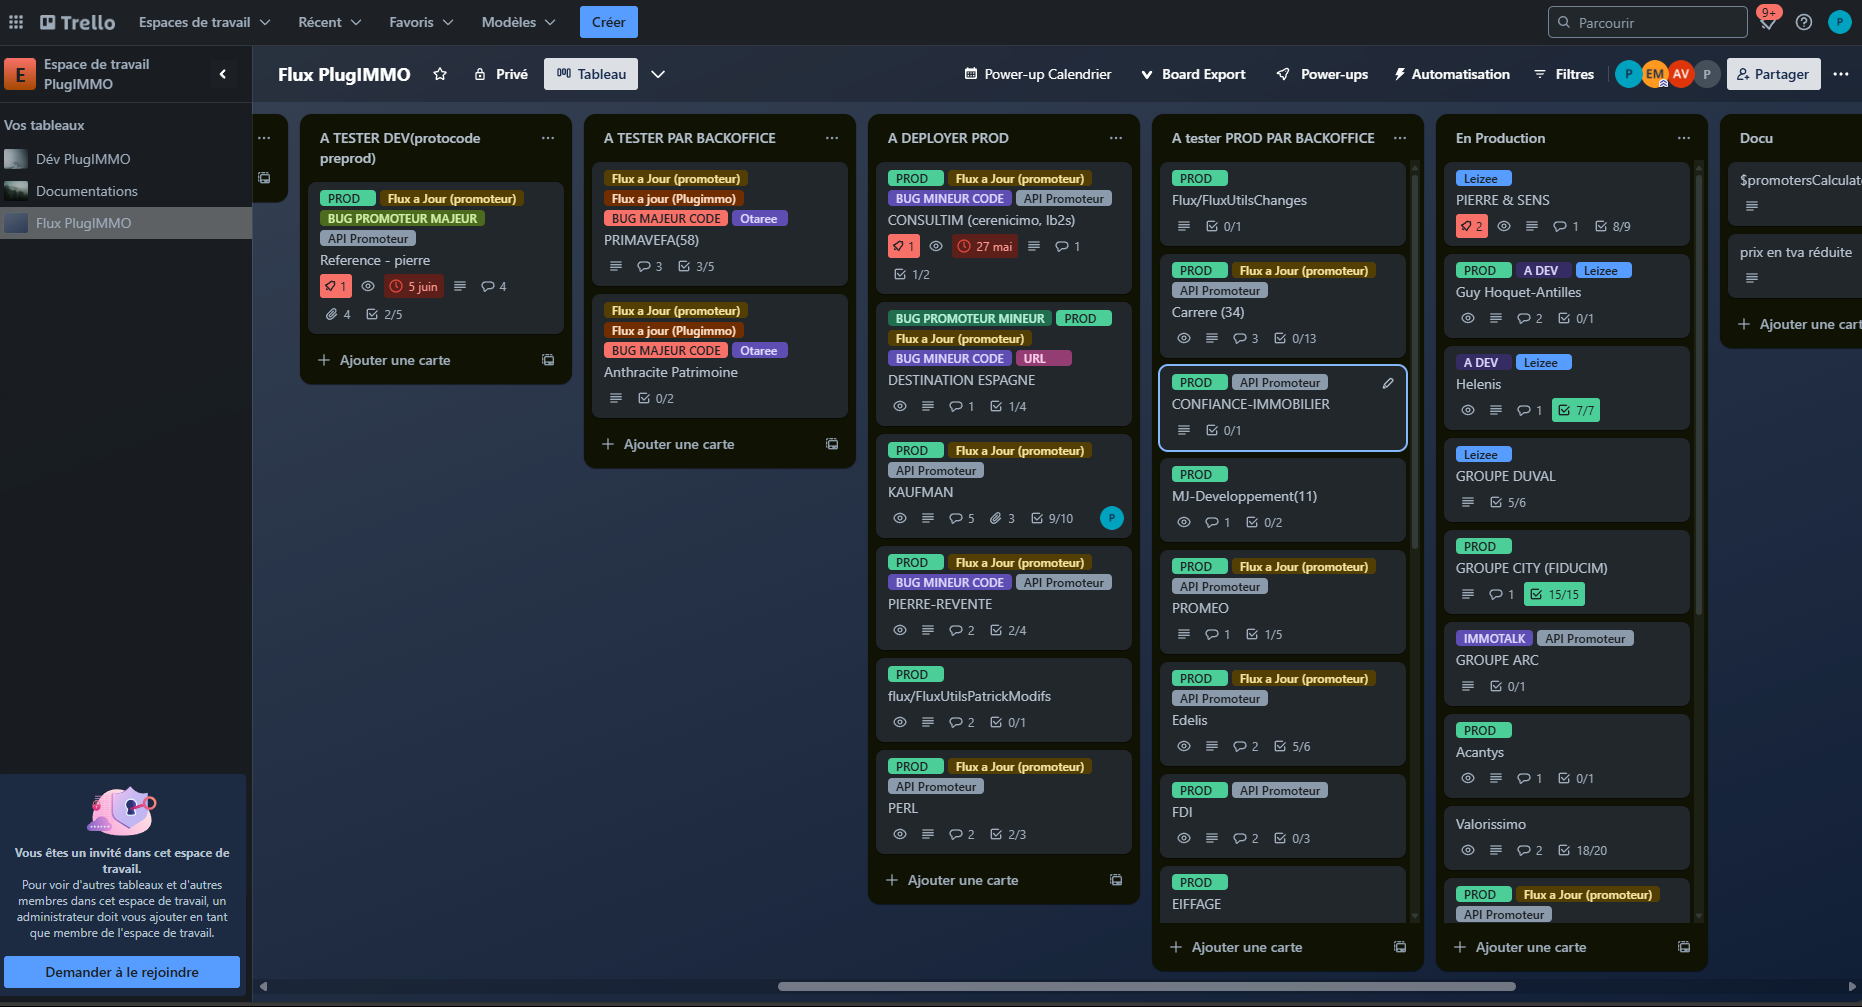 Trello
Espaces de travail
Récent
Favoris
Modèles
Créer
Parcourir
9+
P
E
Espace de travail
PlugIMMO
Flux PlugIMMO
Privé
Tableau
Power-up Calendrier
Board Export
Power-ups
Automatisation
Filtres
P
EM
AV
P
Partager
Vos tableaux
Dév PlugIMMO
Documentations
Flux PlugIMMO
Vous êtes un invité dans cet espace de
travail.
Pour voir d'autres tableaux et d'autres
membres dans cet espace de travail, un
administrateur doit vous ajouter en tant
que membre de l'espace de travail.
Demander à le rejoindre
A TESTER DEV(protocode
preprod)
PROD Flux a Jour (promoteur)
BUG PROMOTEUR MAJEUR
API Promoteur
Reference - pierre
1 5 juin 4
4 2/5
Ajouter une carte
A TESTER PAR BACKOFFICE
Flux a Jour (promoteur)
Flux a jour (Plugimmo)
BUG MAJEUR CODE Otaree
PRIMAVEFA(58)
3 3/5
Flux a Jour (promoteur)
Flux a jour (Plugimmo)
BUG MAJEUR CODE Otaree
Anthracite Patrimoine
0/2
Ajouter une carte
A DEPLOYER PROD
PROD Flux a Jour (promoteur)
BUG MINEUR CODE API Promoteur
CONSULTIM (cerenicimo, lb2s)
1 27 mai 1
1/2
BUG PROMOTEUR MINEUR PROD
Flux a Jour (promoteur)
BUG MINEUR CODE URL
DESTINATION ESPAGNE
1 1/4
PROD Flux a Jour (promoteur)
API Promoteur
KAUFMAN
5 3 9/10 P
PROD Flux a Jour (promoteur)
BUG MINEUR CODE API Promoteur
PIERRE-REVENTE
2 2/4
PROD
flux/FluxUtilsPatrickModifs
2 0/1
PROD Flux a Jour (promoteur)
API Promoteur
PERL
2 2/3
Ajouter une carte
A tester PROD PAR BACKOFFICE
PROD
Flux/FluxUtilsChanges
0/1
PROD Flux a Jour (promoteur)
API Promoteur
Carrere (34)
3 0/13
PROD API Promoteur
CONFIANCE-IMMOBILIER
0/1
PROD
MJ-Developpement(11)
1 0/2
PROD Flux a Jour (promoteur)
API Promoteur
PROMEO
1 1/5
PROD Flux a Jour (promoteur)
API Promoteur
Edelis
2 5/6
PROD API Promoteur
FDI
2 0/3
PROD
EIFFAGE
Ajouter une carte
En Production
Leizee
PIERRE & SENS
2 1 8/9
PROD A DEV Leizee
Guy Hoquet-Antilles
2 0/1
A DEV Leizee
Helenis
1 7/7
Leizee
GROUPE DUVAL
5/6
PROD
GROUPE CITY (FIDUCIM)
1 15/15
IMMOTALK API Promoteur
GROUPE ARC
0/1
PROD
Acantys
1 0/1
Valorissimo
2 18/20
PROD Flux a Jour (promoteur)
API Promoteur
Ajouter une carte
Docu
$promotersCalculat
prix en tva réduite
Ajouter une cart